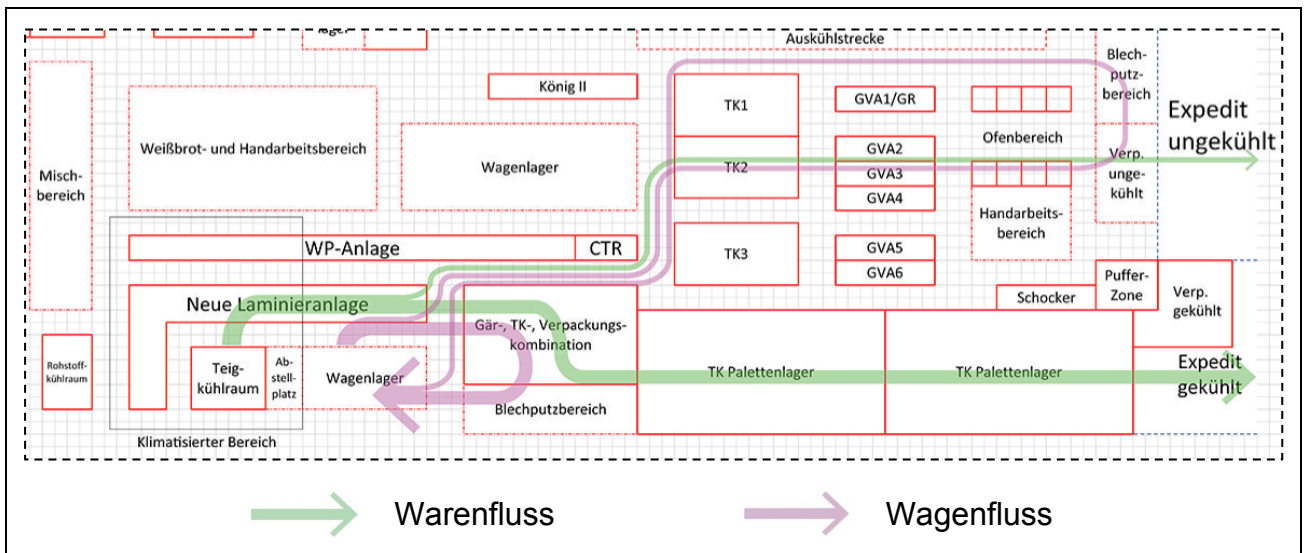 lager
Auskühlstrecke
Blech-
putz-
bereich
König II
TK1
GVA1/GR
Expedit
ungekühlt
Weißbrot- und Handarbeitsbereich
Wagenlager
TK2
GVA2
Ofenbereich
Verp.
unge-
kühlt
Misch-
bereich
GVA3
GVA4
Handarbeits-
bereich
WP-Anlage
CTR
TK3
GVA5
GVA6
Puffer-
Zone
Schocker
Verp.
gekühlt
Neue Laminieranlage
Gär-, TK-, Verpackungs-
kombination
Rohstoff-
kühlraum
Teig-
kühlraum
Ab-
stell-
platz
Wagenlager
TK Palettenlager
TK Palettenlager
Expedit
gekühlt
Blechputzbereich
Klimatisierter Bereich
Warenfluss
Wagenfluss